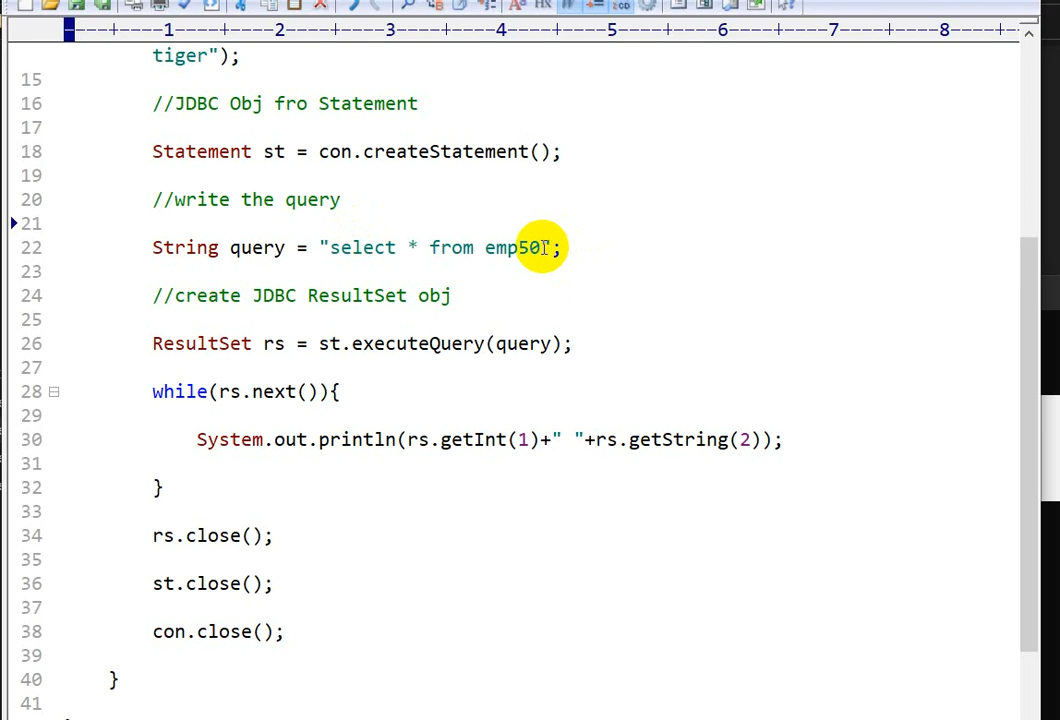 1 2 3 4 5 6 7 8
tiger");
15
16 //JDBC Obj fro Statement
17
18 Statement st = con.createStatement();
19
20 //write the query
21
22 String query = "select * from emp50";
23
24 //create JDBC ResultSet obj
25
26 ResultSet rs = st.executeQuery(query);
27
28 while(rs.next()){
29
30 System.out.println(rs.getInt(1)+" "+rs.getString(2));
31
32 }
33
34 rs.close();
35
36 st.close();
37
38 con.close();
39
40 }
41